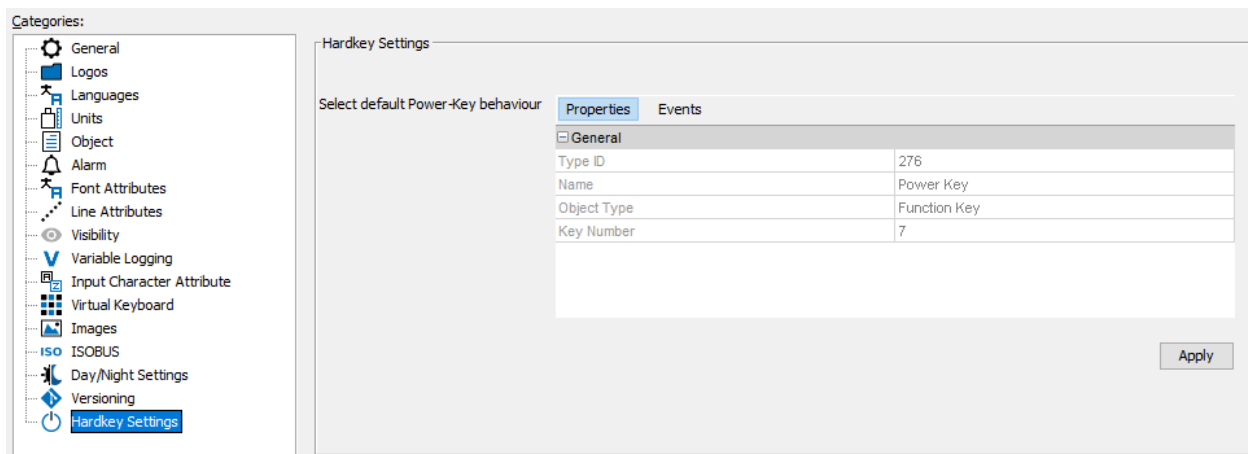 Categories:
General
Logos
Languages
Units
Object
Alarm
Font Attributes
Line Attributes
Visibility
Variable Logging
Input Character Attribute
Virtual Keyboard
Images
ISO ISOBUS
Day/Night Settings
Versioning
Hardkey Settings
Hardkey Settings
Select default Power-Key behaviour
Properties Events
General
Type ID 276
Name Power Key
Object Type Function Key
Key Number 7
Apply